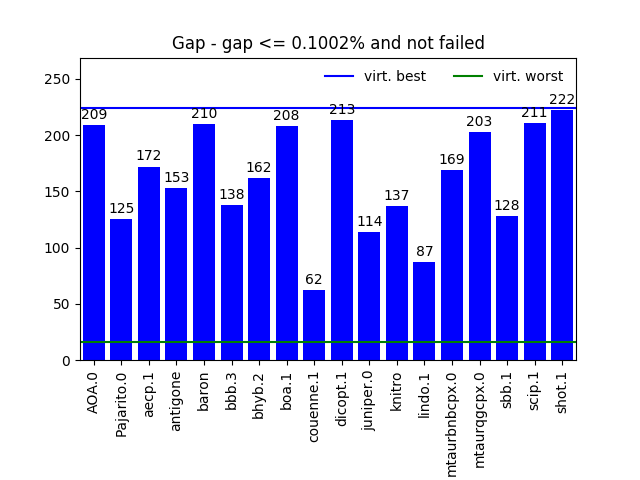 Gap - gap <= 0.1002% and not failed
virt. best
virt. worst
250
200
150
100
50
0
209
125
172
153
210
138
162
208
62
213
114
137
87
169
203
128
211
222
AOA.0
Pajarito.0
aecp.1
antigone
baron
bbb.3
bhyb.2
boa.1
couenne.1
dicopt.1
juniper.0
knitro
lindo.1
mtaurbnbcpx.0
mtaurqgcpx.0
sbb.1
scip.1
shot.1